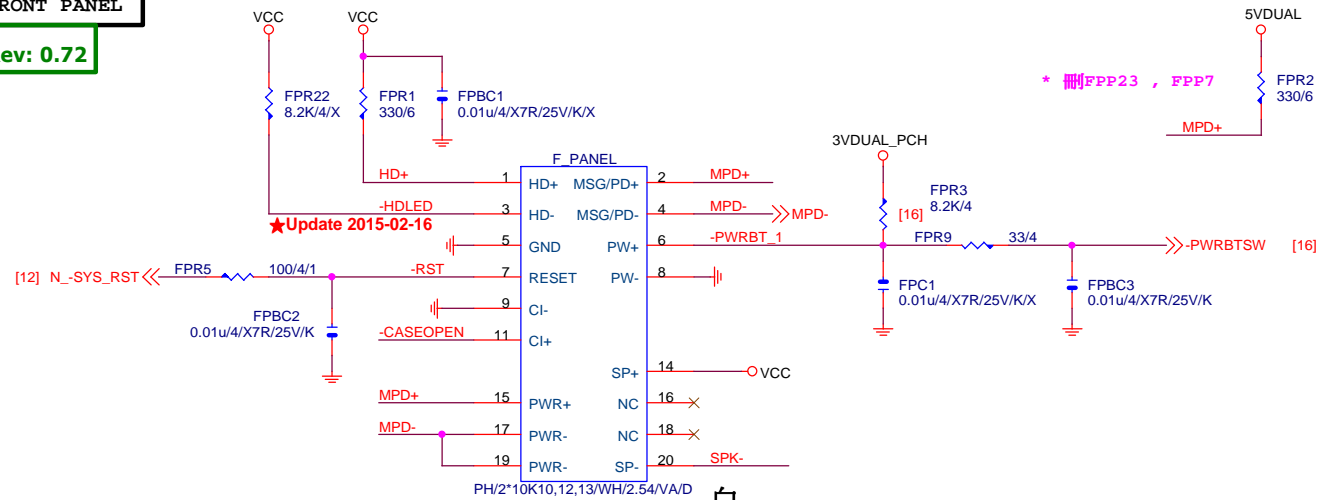 RONT PANEL
ev: 0.72
VCC
VCC
5VDUAL
FPR22
8.2K/4/X
FPR1
330/6
FPBC1
0.01u/4/X7R/25V/K/X
* 刪FPP23 , FPP7
FPR2
330/6
MPD+
3VDUAL_PCH
F_PANEL
HD+
1
HD+
MSG/PD+
2
MPD+
FPR3
8.2K/4
-HDLED
3
HD-
MSG/PD-
4
MPD-
MPD-
[16]
★Update 2015-02-16
5
GND
PW+
6
-PWRBT_1
FPR9
33/4
-PWRBTSW
[16]
[12]
N_-SYS_RST
FPR5
100/4/1
-RST
7
RESET
PW-
8
FPC1
0.01u/4/X7R/25V/K/X
FPBC3
0.01u/4/X7R/25V/K
9
CI-
FPBC2
0.01u/4/X7R/25V/K
-CASEOPEN
11
CI+
SP+
14
VCC
MPD+
15
PWR+
NC
16
MPD-
17
PWR-
NC
18
19
PWR-
SP-
20
SPK-
PH/2*10K10,12,13/WH/2.54/VA/D